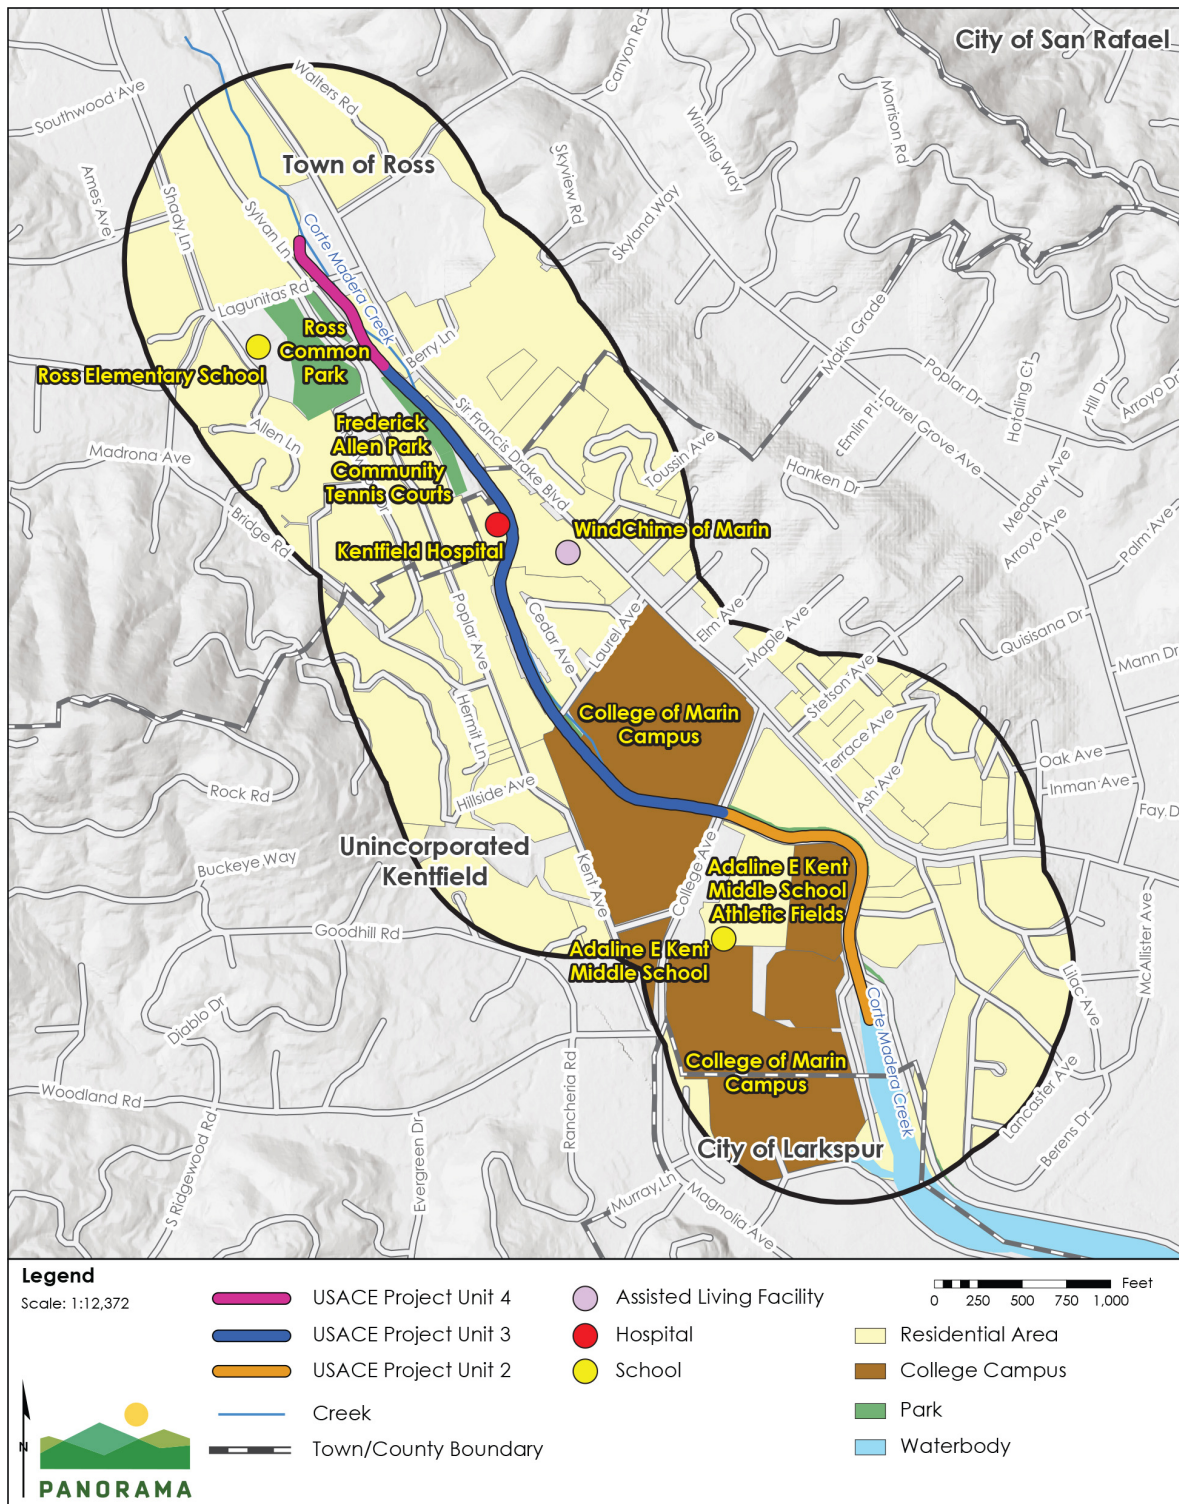 City of San Rafael
Canyon Rd
Walters Rd
Southwood Ave
Winding Way
Morrison Rd
Town of Ross
Skyview Rd
Ames Ave
Shady Ln
Sylvan Ln
Skyland Way
Corte Madera Creek
Lagunitas Rd
Makin Grade
Ross
Common
Park
Berry Ln
Ross Elementary School
Poplar Dr
Hotaling Ct
Hill Dr
Arroyo Dr
Laurel Grove Ave
Emlin Pl
Sir Francis Drake Blvd
Allen Ln
Frederick
Allen Park
Community
Tennis Courts
Toussin Ave
Madrona Ave
Hanken Dr
Meadow Ave
Arroyo Ave
Palm Ave
Bridge Rd
Dr
WindChime of Marin
Kentfield Hospital
Poplar Ave
Cedar Ave
Laurel Ave
Elm Ave
Maple Ave
Quisisana Dr
Mann Dr
Stetson Ave
Hermit Ln
College of Marin
Campus
Terrace Ave
Oak Ave
Ash Ave
Inman Ave
Rock Rd
Hillside Ave
Fay D
Unincorporated
Kentfield
Buckeye Way
Kent Ave
College Ave
Adaline E Kent
Middle School
Athletic Fields
Goodhill Rd
Adaline E Kent
Middle School
McAllister Ave
Lilac Ave
Diablo Dr
Corte Madera Creek
Rancheria Rd
College of Marin
Campus
Woodland Rd
Lancaster Ave
Berens Dr
City of Larkspur
S Ridgewood Rd
Evergreen Dr
Murray Ln
Magnolia Ave
Legend
Scale: 1:12,372
USACE Project Unit 4
USACE Project Unit 3
USACE Project Unit 2
Creek
Town/County Boundary
Assisted Living Facility
Hospital
School
Feet
0 250 500 750 1,000
Residential Area
College Campus
Park
Waterbody
N
PANORAMA